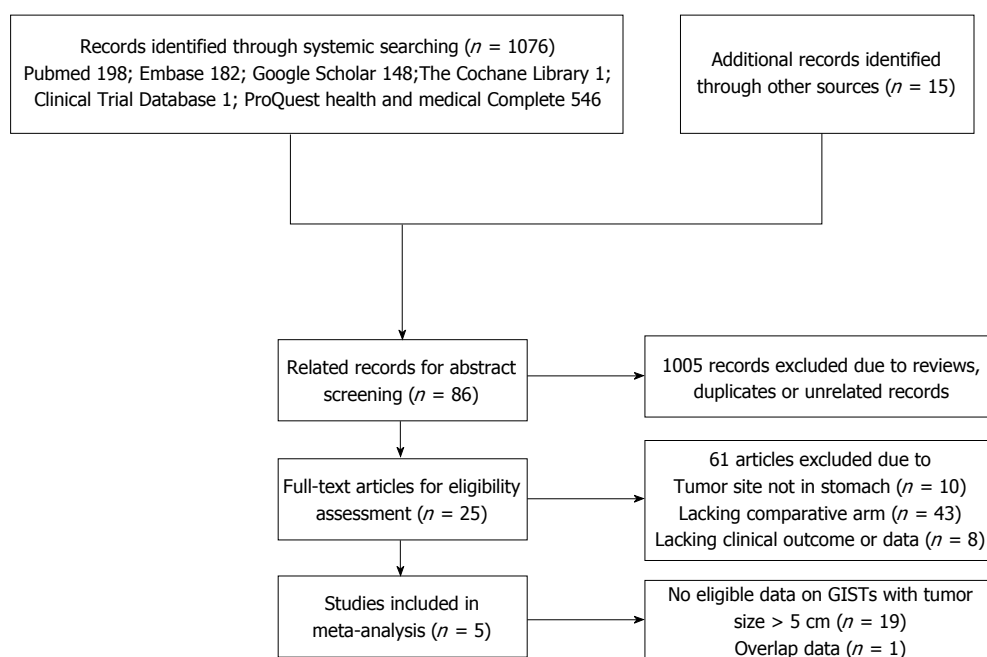 Records identified through systemic searching (n = 1076)
Pubmed 198; Embase 182; Google Scholar 148;The Cochane Library 1;
Clinical Trial Database 1; ProQuest health and medical Complete 546
Additional records identified
through other sources (n = 15)
Related records for abstract
screening (n = 86)
1005 records excluded due to reviews,
duplicates or unrelated records
Full-text articles for eligibility
assessment (n = 25)
61 articles excluded due to
Tumor site not in stomach (n = 10)
Lacking comparative arm (n = 43)
Lacking clinical outcome or data (n = 8)
Studies included in
meta-analysis (n = 5)
No eligible data on GISTs with tumor
size > 5 cm (n = 19)
Overlap data (n = 1)